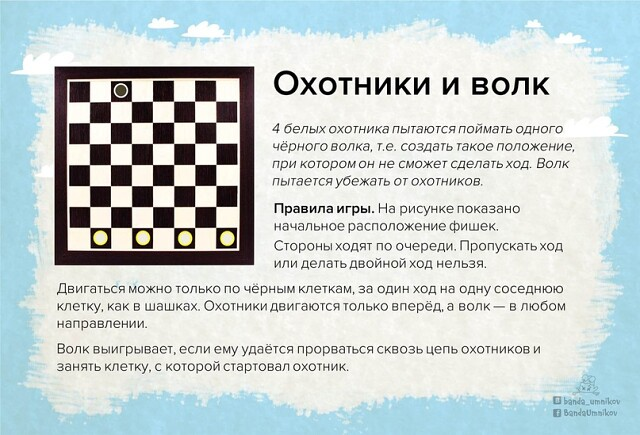 Охотники и волк
4 белых охотника пытаются поймать одного
чёрного волка, т.е. создать такое положение,
при котором он не сможет сделать ход. Волк
пытается убежать от охотников.
Правила игры. На рисунке показано
начальное расположение фишек.
Стороны ходят по очереди. Пропускать ход
или делать двойной ход нельзя.
Двигаться можно только по чёрным клеткам, за один ход на одну соседнюю
клетку, как в шашках. Охотники двигаются только вперёд, а волк — в любом
направлении.
Волк выигрывает, если ему удаётся прорваться сквозь цепь охотников и
занять клетку, с которой стартовал охотник.
banda_umnikov
BandaUmnikov